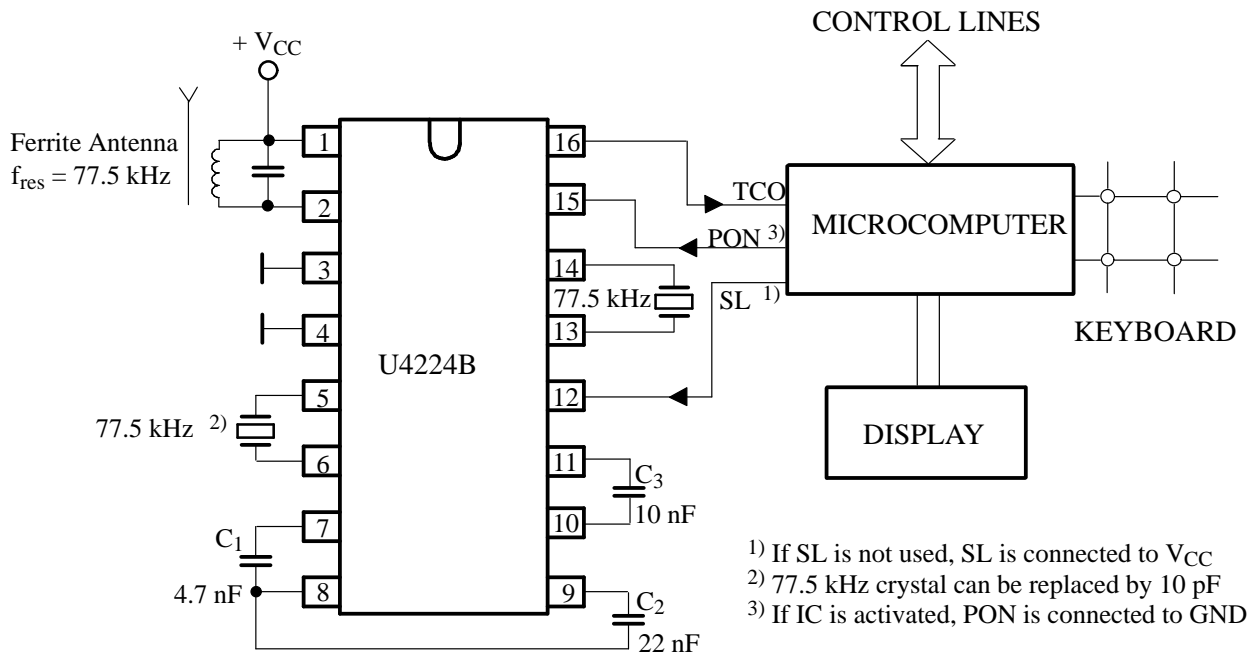 CONTROL LINES
+ VCC
Ferrite Antenna
fres = 77.5 kHz
1
2
3
4
5
6
7
8
16
15
14
13
12
11
10
9
U4224B
77.5 kHz 2)
C1
4.7 nF
77.5 kHz
C3
10 nF
C2
22 nF
TCO
PON 3)
SL 1)
MICROCOMPUTER
KEYBOARD
DISPLAY
1) If SL is not used, SL is connected to VCC
2) 77.5 kHz crystal can be replaced by 10 pF
3) If IC is activated, PON is connected to GND